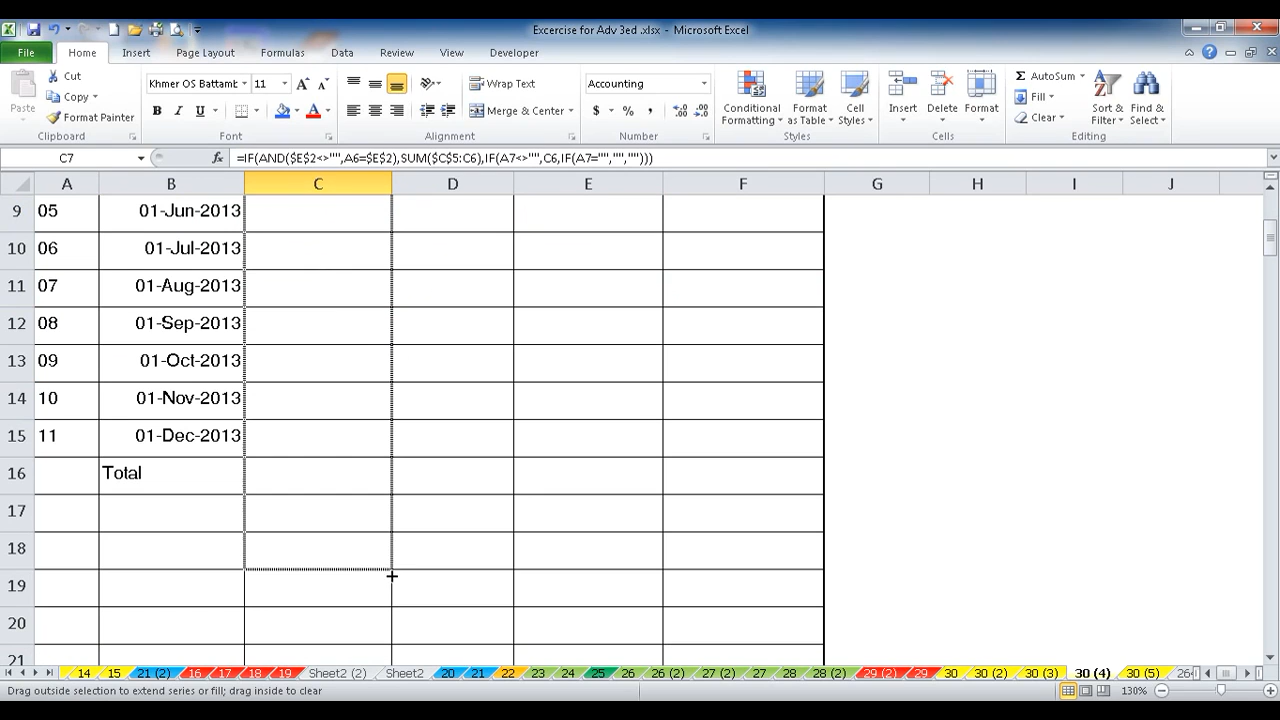 Exercise for Adv 3ed .xlsx - Microsoft Excel
File Home Insert Page Layout Formulas Data Review View Developer
Paste
Cut
Copy
Format Painter
Clipboard
Khmer OS Battamb 11
B I U
Font
Wrap Text
Merge & Center
Alignment
Accounting
$ % ,
Number
Conditional Formatting
Format as Table
Cell Styles
Styles
Insert Delete Format
Cells
Σ AutoSum
Fill
Clear
Sort & Filter
Find & Select
Editing
C7 fx =IF(AND($E$2<>"",A6=$E$2),SUM($C$5:C6),IF(A7<>"",C6,IF(A7="","","")))
A B C D E F G H I J
9 05 01-Jun-2013
10 06 01-Jul-2013
11 07 01-Aug-2013
12 08 01-Sep-2013
13 09 01-Oct-2013
14 10 01-Nov-2013
15 11 01-Dec-2013
16 Total
17
18
19
20
21
14 15 21 (2) 16 17 18 19 Sheet2 (2) Sheet2 20 21 22 23 24 25 26 26 (2) 27 (2) 27 28 28 (2) 29 (2) 29 30 30 (2) 30 (3) 30 (4) 30 (5)
Drag outside selection to extend series or fill; drag inside to clear 130%